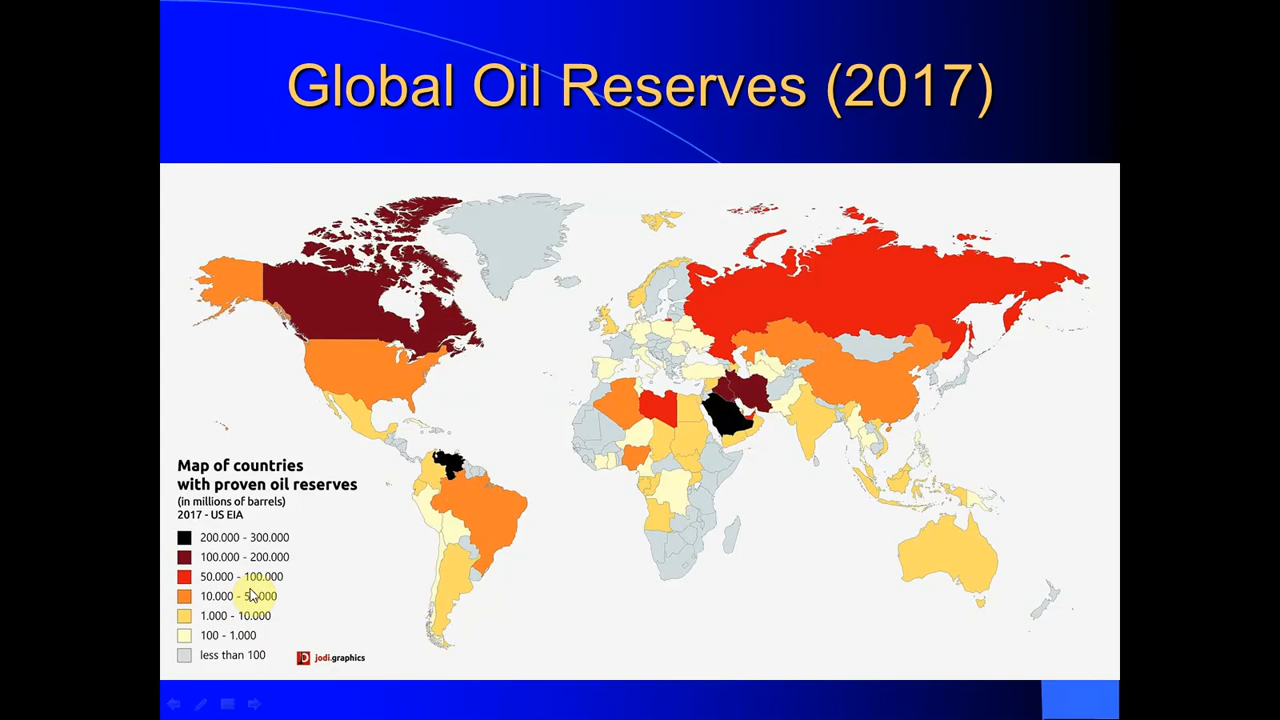 Global Oil Reserves (2017)
Map of countries
with proven oil reserves
(in millions of barrels)
2017 - US EIA
200.000 - 300.000
100.000 - 200.000
50.000 - 100.000
10.000 - 5 .000
1.000 - 10.000
100 - 1.000
less than 100
jodi.graphics